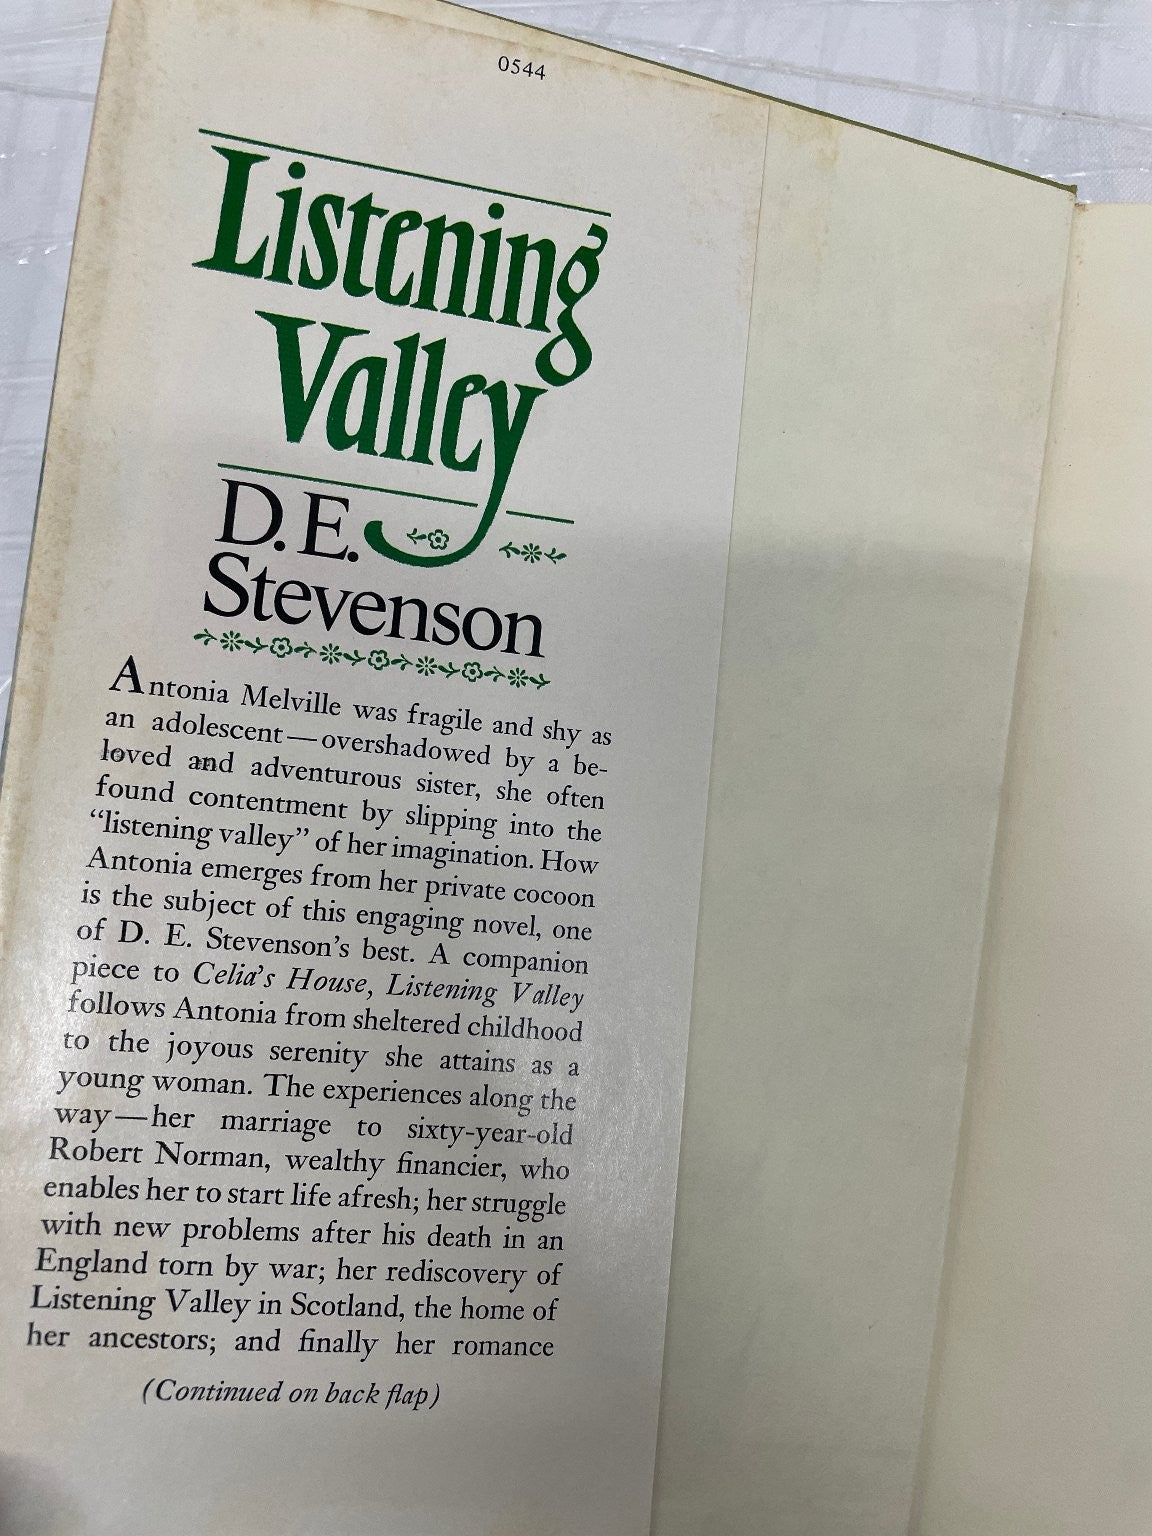 0544
Listening
Valley
D. E.
Stevenson
Antonia Melville was fragile and shy as
an adolescent—overshadowed by a be-
loved and adventurous sister, she often
found contentment by slipping into the
“listening valley” of her imagination. How
Antonia emerges from her private cocoon
is the subject of this engaging novel, one
of D. E. Stevenson’s best. A companion
piece to Celia’s House, Listening Valley
follows Antonia from sheltered childhood
to the joyous serenity she attains as a
young woman. The experiences along the
way—her marriage to sixty-year-old
Robert Norman, wealthy financier, who
enables her to start life afresh; her struggle
with new problems after his death in an
England torn by war; her rediscovery of
Listening Valley in Scotland, the home of
her ancestors; and finally her romance
(Continued on back flap)